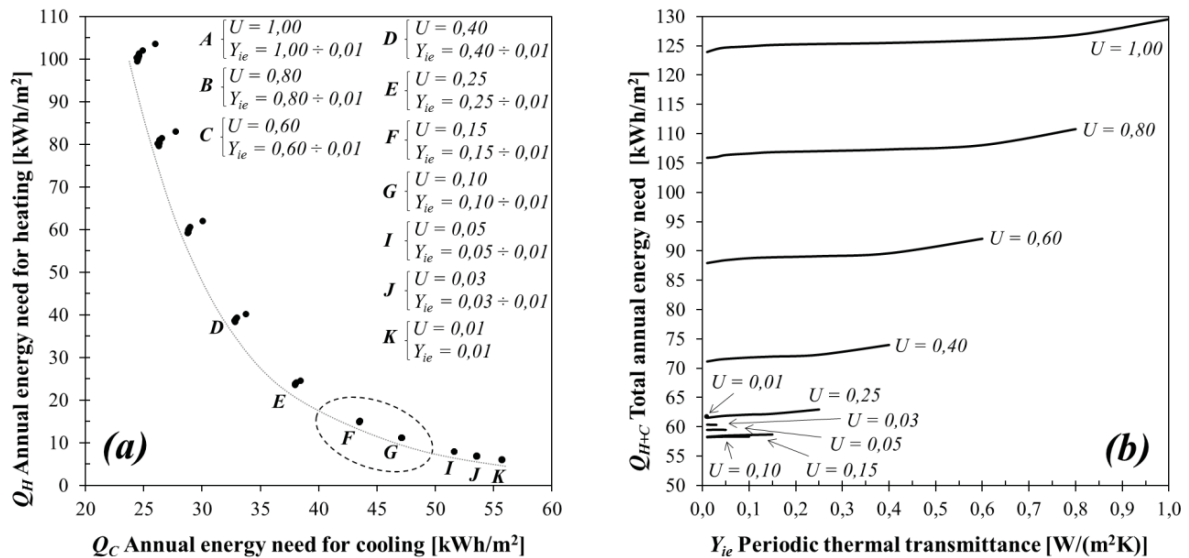 Q_H Annual energy need for heating [kWh/m²]
110
100
90
80
70
60
50
40
30
20
10
0
20
25
30
35
40
45
50
55
60
Q_C Annual energy need for cooling [kWh/m²]
A
U = 1,00
Y_ie = 1,00 ÷ 0,01
B
U = 0,80
Y_ie = 0,80 ÷ 0,01
C
U = 0,60
Y_ie = 0,60 ÷ 0,01
D
U = 0,40
Y_ie = 0,40 ÷ 0,01
E
U = 0,25
Y_ie = 0,25 ÷ 0,01
F
U = 0,15
Y_ie = 0,15 ÷ 0,01
G
U = 0,10
Y_ie = 0,10 ÷ 0,01
I
U = 0,05
Y_ie = 0,05 ÷ 0,01
J
U = 0,03
Y_ie = 0,03 ÷ 0,01
K
U = 0,01
Y_ie = 0,01
D
E
F
G
I
J
K
(a)
Q_H+C Total annual energy need [kWh/m²]
130
125
120
115
110
105
100
95
90
85
80
75
70
65
60
55
50
0,0
0,1
0,2
0,3
0,4
0,5
0,6
0,7
0,8
0,9
1,0
Y_ie Periodic thermal transmittance [W/(m²K)]
U = 1,00
U = 0,80
U = 0,60
U = 0,40
U = 0,01
U = 0,25
U = 0,03
U = 0,05
U = 0,10
U = 0,15
(b)